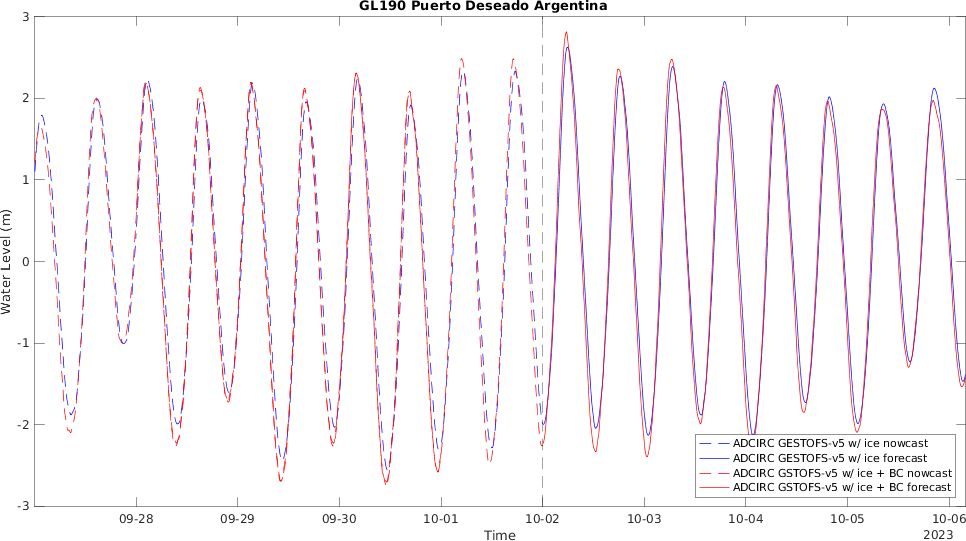 GL190 Puerto Deseado Argentina
3
2
1
0
-1
-2
-3
Water Level (m)
ADCIRC GESTOFS-v5 w/ ice nowcast
ADCIRC GESTOFS-v5 w/ ice forecast
ADCIRC GSTOFS-v5 w/ ice + BC nowcast
ADCIRC GSTOFS-v5 w/ ice + BC forecast
09-28 09-29 09-30 10-01 10-02 10-03 10-04 10-05 10-06
2023
Time